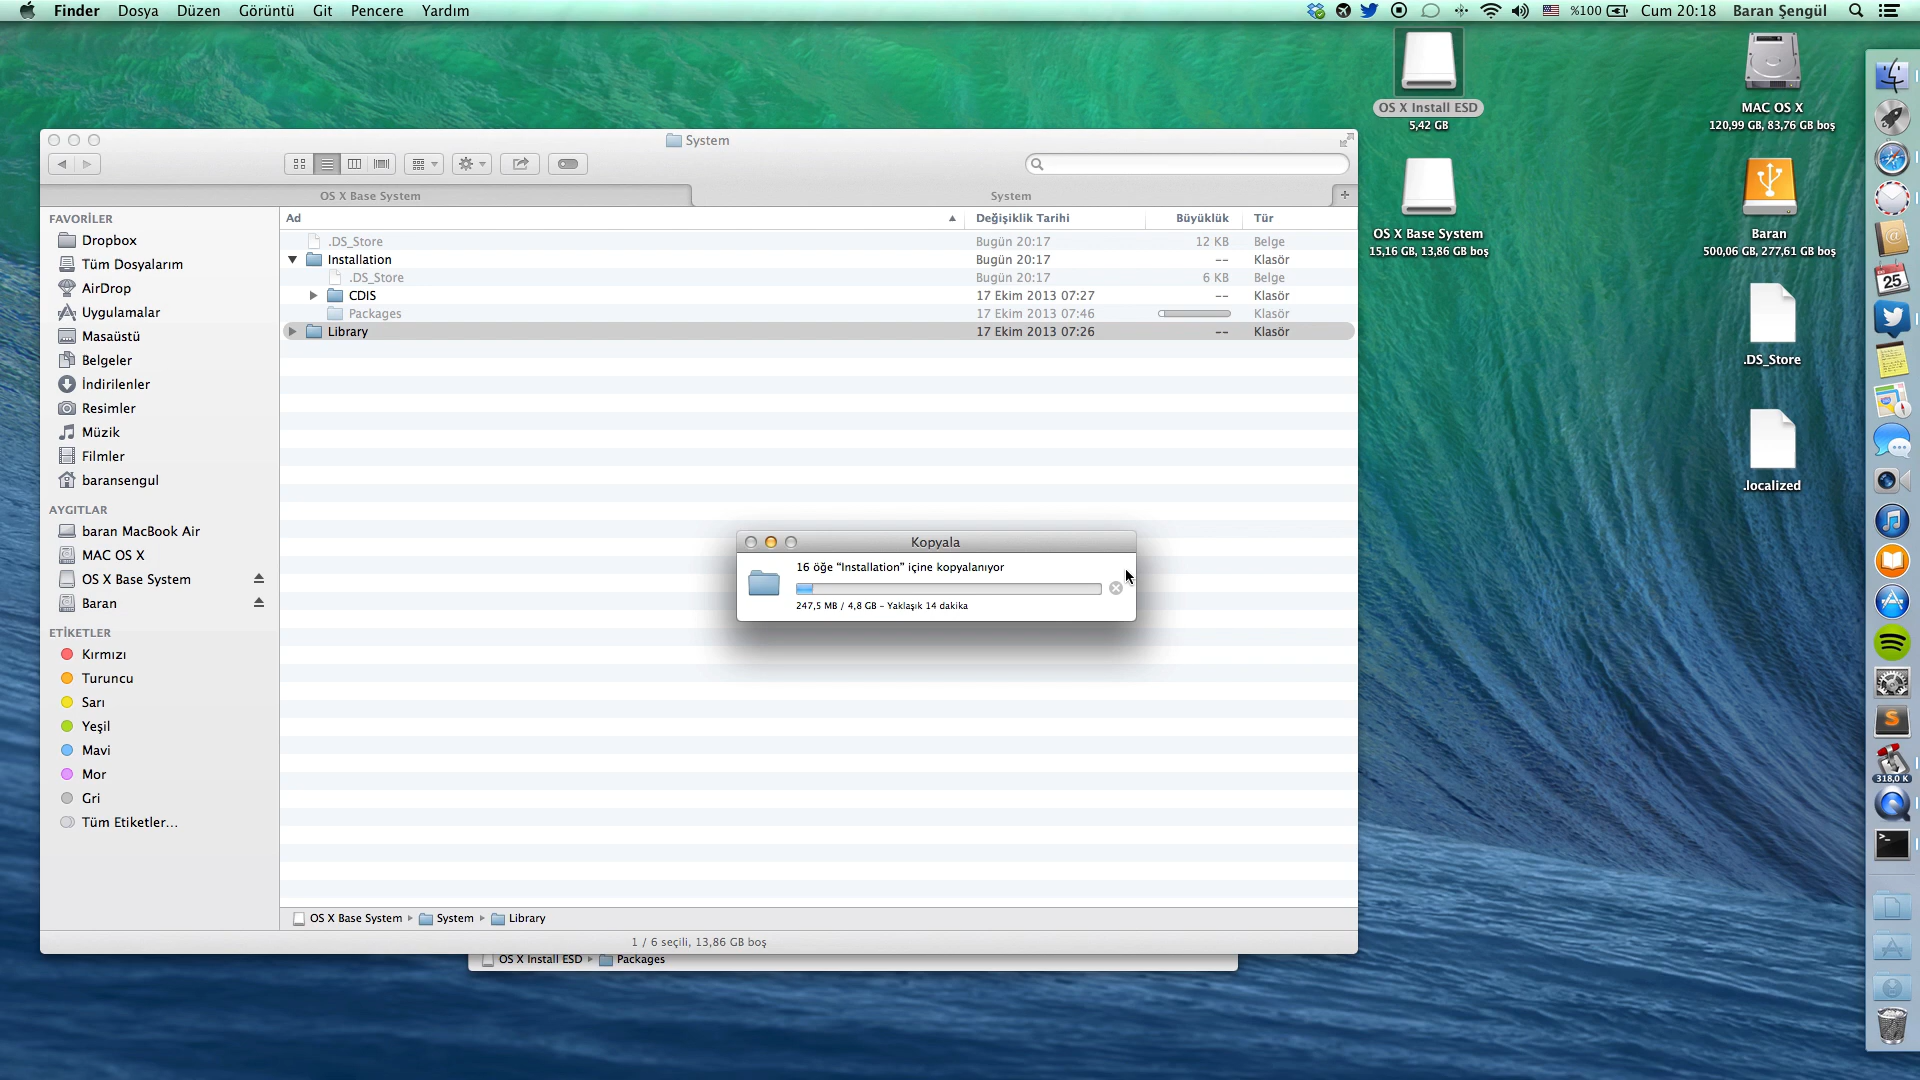 Finder Dosya Düzen Görüntü Git Pencere Yardım %100 Cum 20:18 Baran Şengül
OS X Install ESD
5,42 GB
MAC OS X
120,99 GB, 83,76 GB boş
OS X Base System
15,16 GB, 13,86 GB boş
Baran
500,06 GB, 277,61 GB boş
.DS_Store
.localized
System
OS X Base System System +
FAVORİLER
Dropbox
Tüm Dosyalarım
AirDrop
Uygulamalar
Masaüstü
Belgeler
İndirilenler
Resimler
Müzik
Filmler
baransengul
AYGITLAR
baran MacBook Air
MAC OS X
OS X Base System
Baran
ETİKETLER
Kırmızı
Turuncu
Sarı
Yeşil
Mavi
Mor
Gri
Tüm Etiketler...
Ad Değişiklik Tarihi Büyüklük Tür
.DS_Store Bugün 20:17 12 KB Belge
Installation Bugün 20:17 -- Klasör
.DS_Store Bugün 20:17 6 KB Belge
CDIS 17 Ekim 2013 07:27 -- Klasör
Packages 17 Ekim 2013 07:46 Klasör
Library 17 Ekim 2013 07:26 -- Klasör
Kopyala
16 öğe “Installation” içine kopyalanıyor
247,5 MB / 4,8 GB – Yaklaşık 14 dakika
OS X Base System System Library
1 / 6 seçili, 13,86 GB boş
OS X Install ESD Packages
25
S
318,0 K